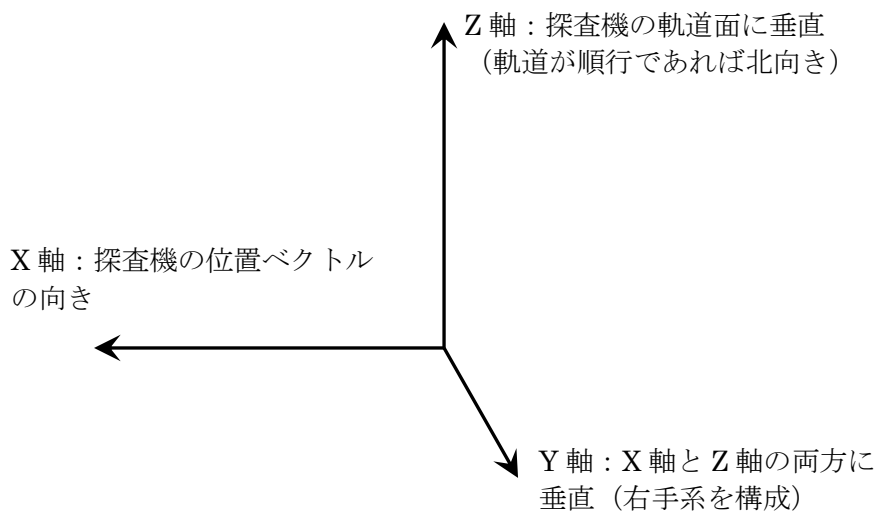 Z 軸：探査機の軌道面に垂直
（軌道が順行であれば北向き）
X 軸：探査機の位置ベクトル
の向き
Y 軸：X 軸と Z 軸の両方に
垂直（右手系を構成）